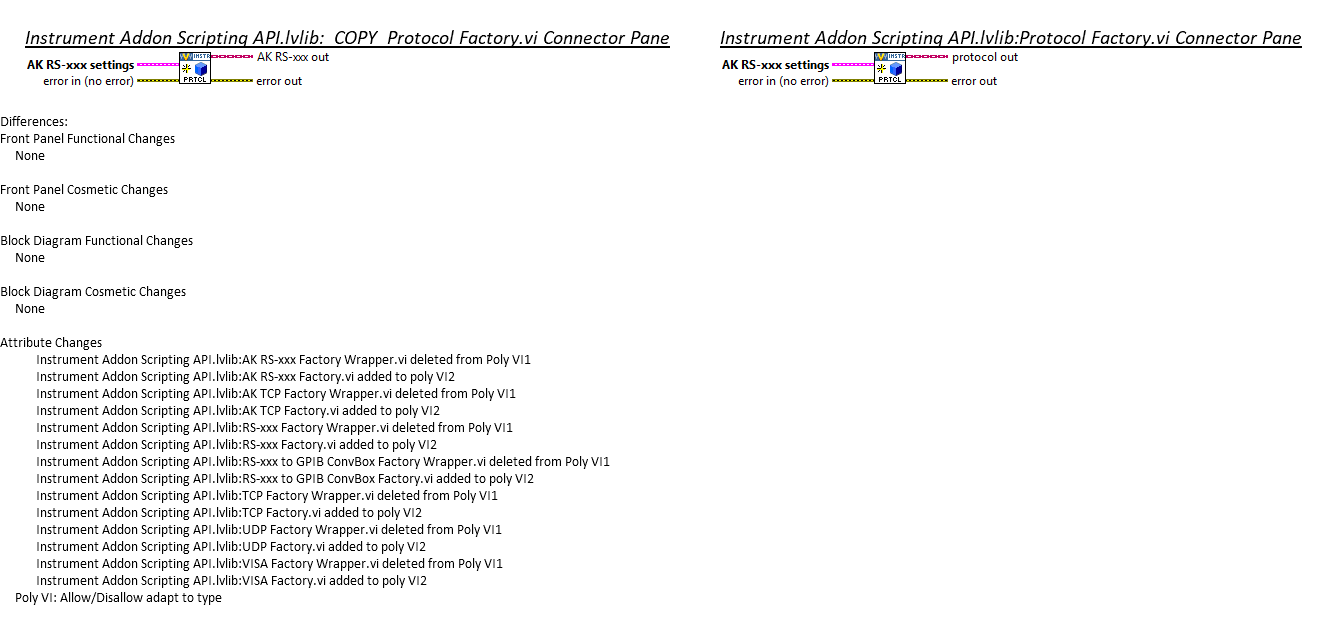 Instrument Addon Scripting API.lvlib:_COPY_Protocol Factory.vi Connector Pane
AK RS-xxx settings
error in (no error)
INSTR
PRTCL
AK RS-xxx out
error out
Instrument Addon Scripting API.lvlib:Protocol Factory.vi Connector Pane
AK RS-xxx settings
error in (no error)
INSTR
PRTCL
protocol out
error out
Differences:
Front Panel Functional Changes
None
Front Panel Cosmetic Changes
None
Block Diagram Functional Changes
None
Block Diagram Cosmetic Changes
None
Attribute Changes
Instrument Addon Scripting API.lvlib:AK RS-xxx Factory Wrapper.vi deleted from Poly VI1
Instrument Addon Scripting API.lvlib:AK RS-xxx Factory.vi added to poly VI2
Instrument Addon Scripting API.lvlib:AK TCP Factory Wrapper.vi deleted from Poly VI1
Instrument Addon Scripting API.lvlib:AK TCP Factory.vi added to poly VI2
Instrument Addon Scripting API.lvlib:RS-xxx Factory Wrapper.vi deleted from Poly VI1
Instrument Addon Scripting API.lvlib:RS-xxx Factory.vi added to poly VI2
Instrument Addon Scripting API.lvlib:RS-xxx to GPIB ConvBox Factory Wrapper.vi deleted from Poly VI1
Instrument Addon Scripting API.lvlib:RS-xxx to GPIB ConvBox Factory.vi added to poly VI2
Instrument Addon Scripting API.lvlib:TCP Factory Wrapper.vi deleted from Poly VI1
Instrument Addon Scripting API.lvlib:TCP Factory.vi added to poly VI2
Instrument Addon Scripting API.lvlib:UDP Factory Wrapper.vi deleted from Poly VI1
Instrument Addon Scripting API.lvlib:UDP Factory.vi added to poly VI2
Instrument Addon Scripting API.lvlib:VISA Factory Wrapper.vi deleted from Poly VI1
Instrument Addon Scripting API.lvlib:VISA Factory.vi added to poly VI2
Poly VI: Allow/Disallow adapt to type